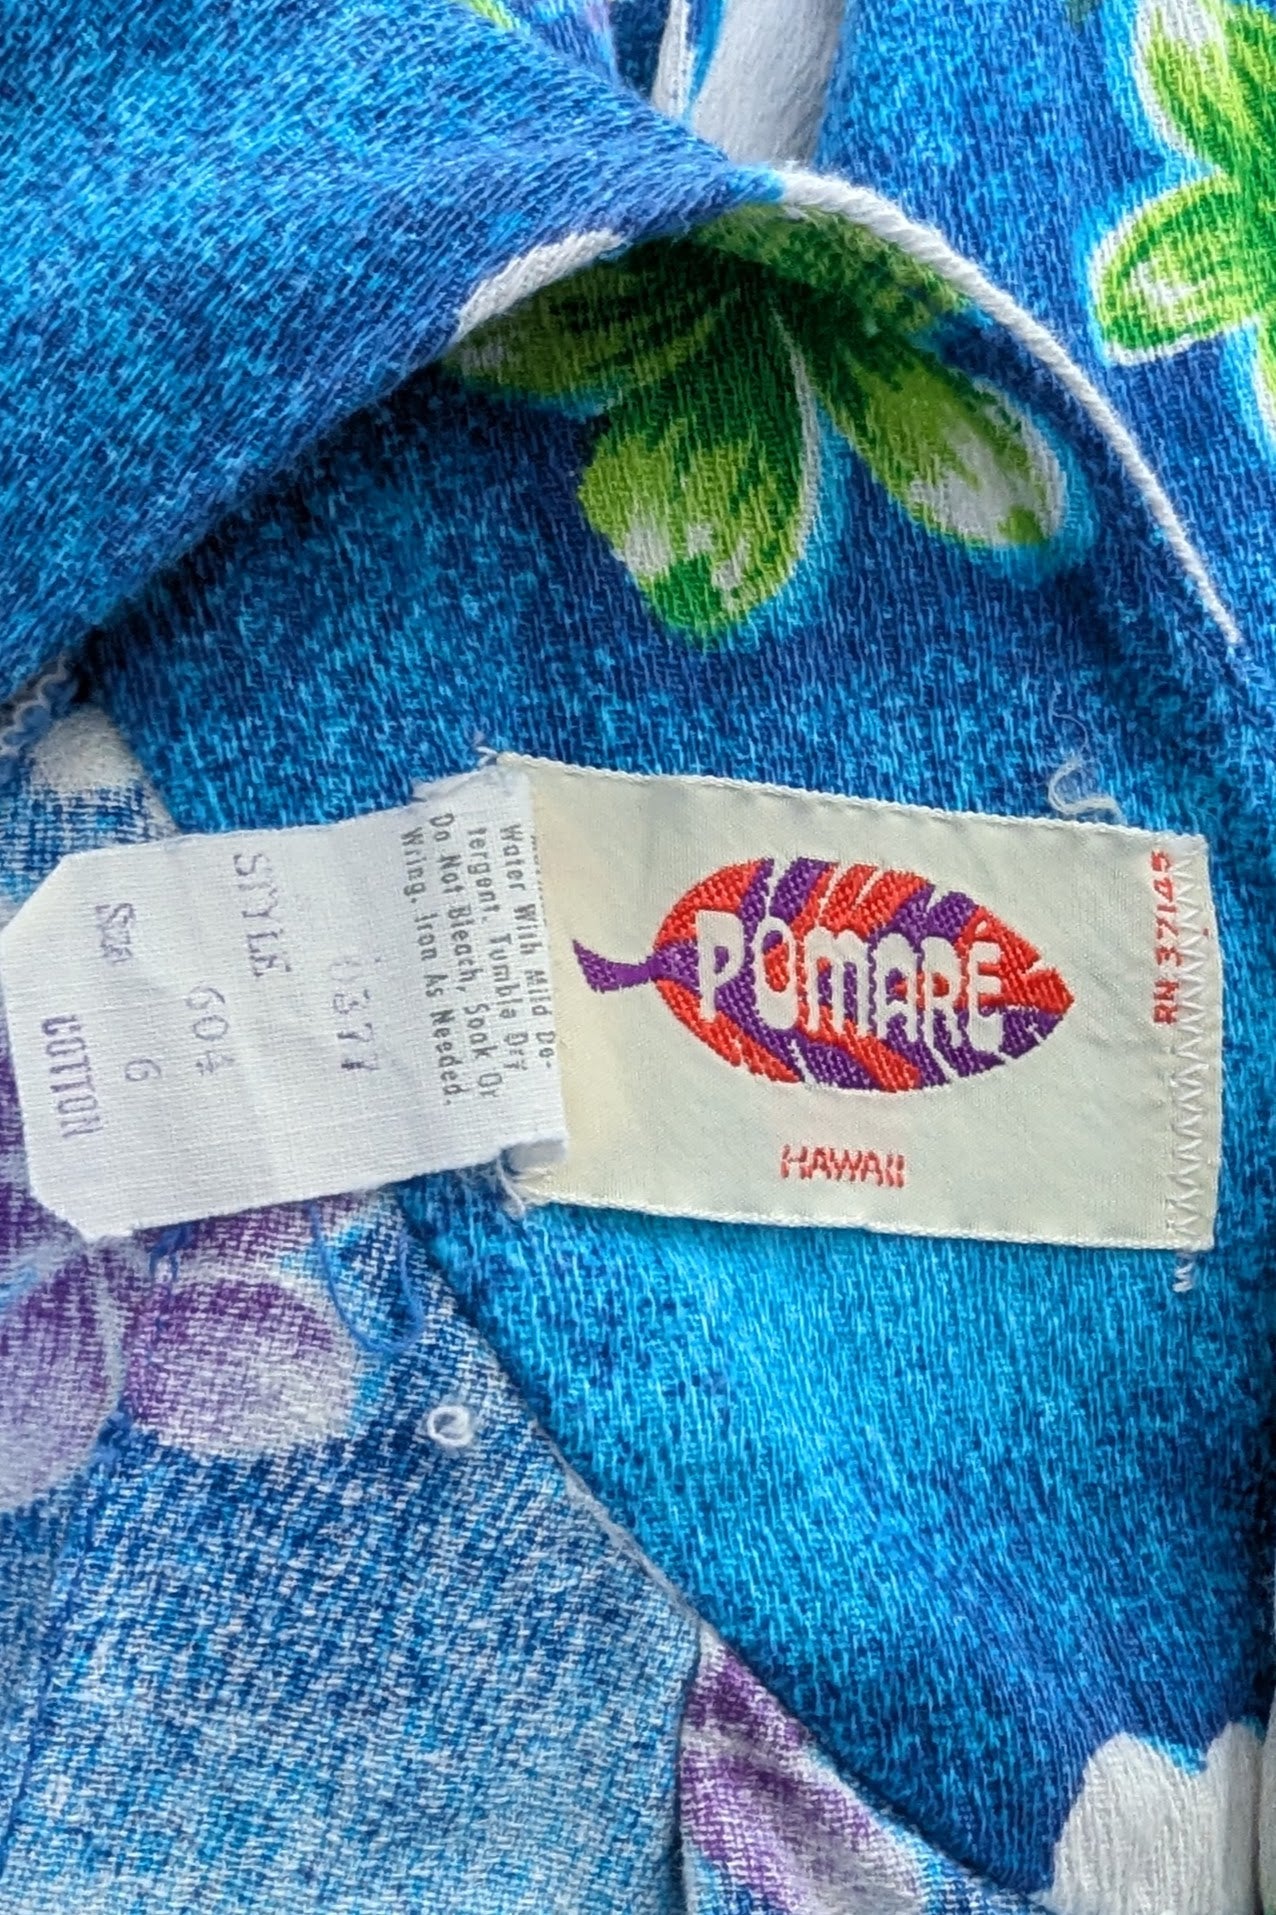 POMARE
HAWAII
RN 37145
Water With Mild De-
tergent. Tumble Dry
Do Not Bleach, Soak Or
Wring. Iron As Needed.
0377
STYLE
Size 6
COTTON